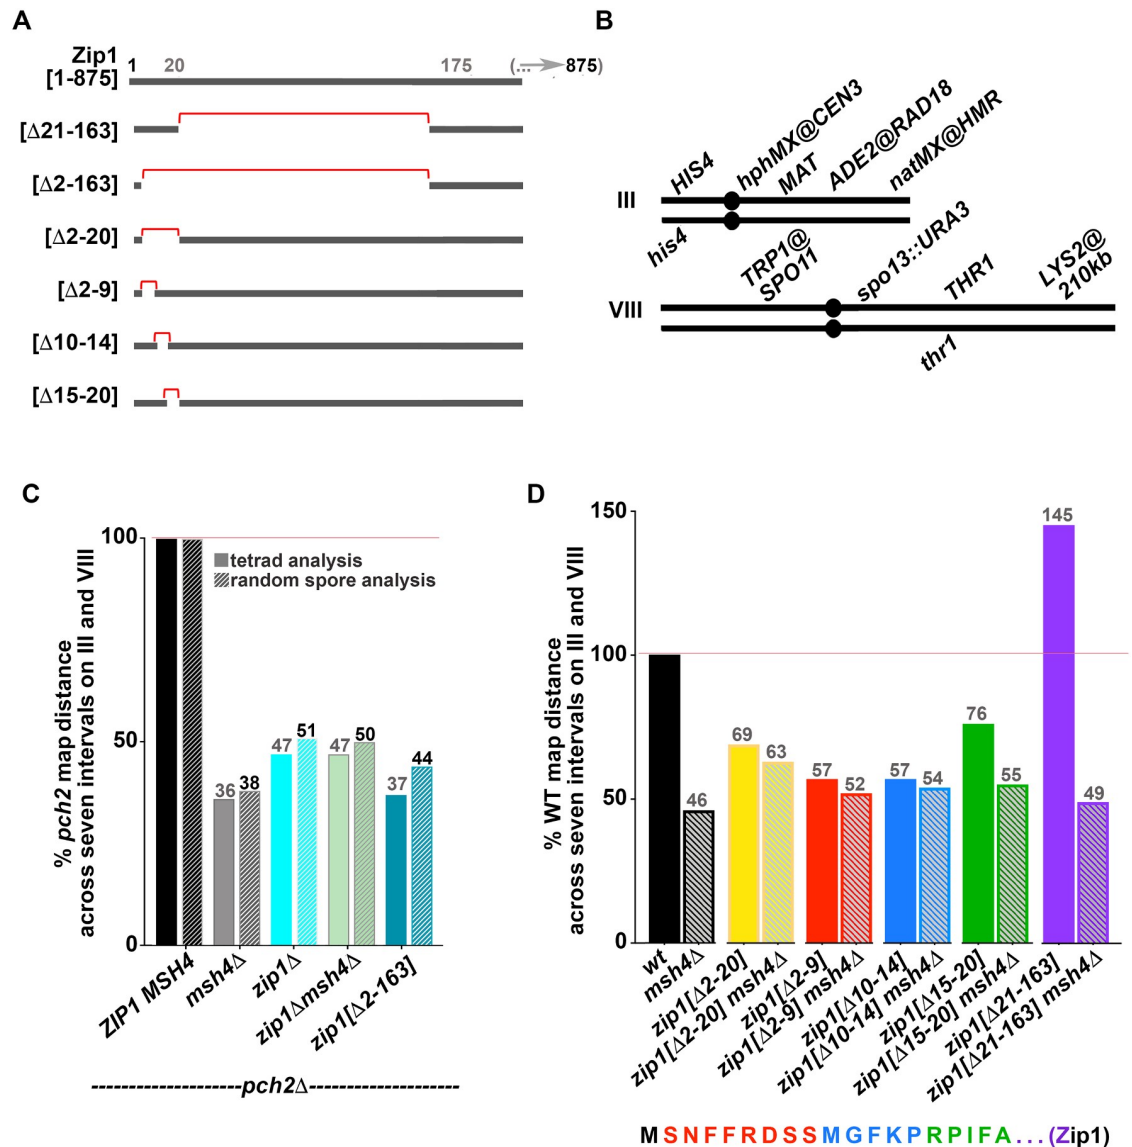 A
Zip1
1 20 175 (... 875)
[1-875]
[Δ21-163]
[Δ2-163]
[Δ2-20]
[Δ2-9]
[Δ10-14]
[Δ15-20]
B
HIS4 hphMX@CEN3 MAT ADE2@RAD18 natMX@HMR
III
his4
TRP1@
SPO11
spo13::URA3
THR1
LYS2@
210kb
VIII
thr1
C
% pch2 map distance
across seven intervals on III and VIII
100
50
0
tetrad analysis
random spore analysis
36 38 47 51 47 50 37 44
ZIP1 MSH4
msh4Δ
zip1Δ
zip1Δmsh4Δ
zip1[Δ2-163]
pch2Δ
D
% WT map distance
across seven intervals on III and VIII
150
100
50
0
46 69 63 57 52 57 54 76 55 145 49
wt
msh4Δ
zip1[Δ2-20]
zip1[Δ2-20] msh4Δ
zip1[Δ2-9]
zip1[Δ2-9] msh4Δ
zip1[Δ10-14]
zip1[Δ10-14] msh4Δ
zip1[Δ15-20]
zip1[Δ15-20] msh4Δ
zip1[Δ21-163]
zip1[Δ21-163] msh4Δ
MSNFFRDSSMGFKPRPIFA...(Zip1)